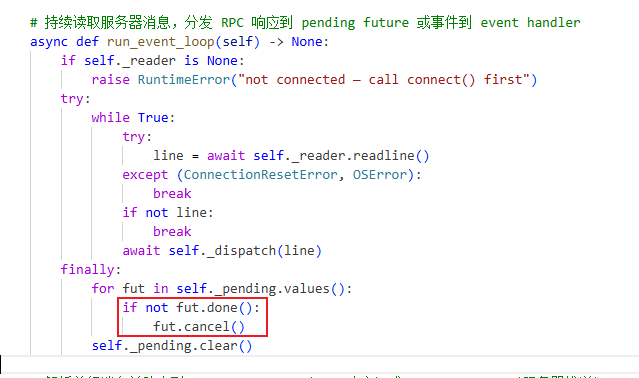 # 持续读取服务器消息，分发 RPC 响应到 pending future 或事件到 event handler
async def run_event_loop(self) -> None:
    if self._reader is None:
        raise RuntimeError("not connected — call connect() first")
    try:
        while True:
            try:
                line = await self._reader.readline()
            except (ConnectionResetError, OSError):
                break
            if not line:
                break
            await self._dispatch(line)
    finally:
        for fut in self._pending.values():
            if not fut.done():
                fut.cancel()
        self._pending.clear()